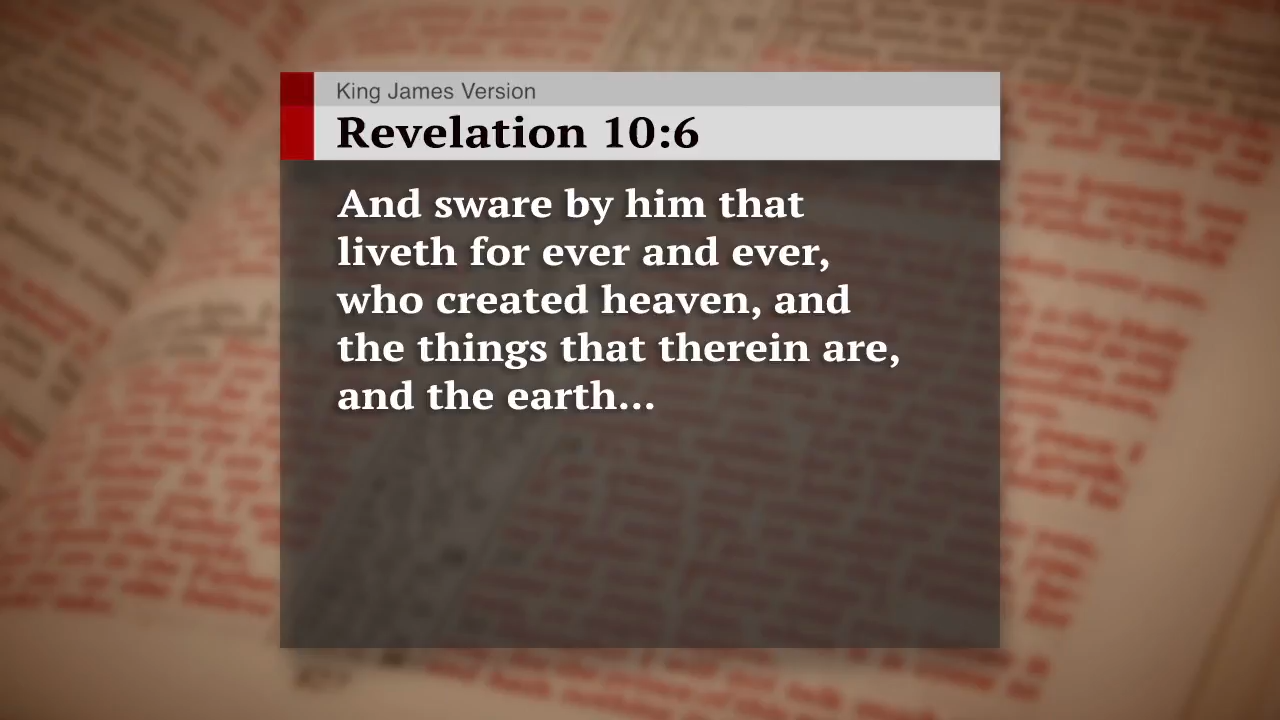 King James Version
Revelation 10:6
And sware by him that
liveth for ever and ever,
who created heaven, and
the things that therein are,
and the earth...